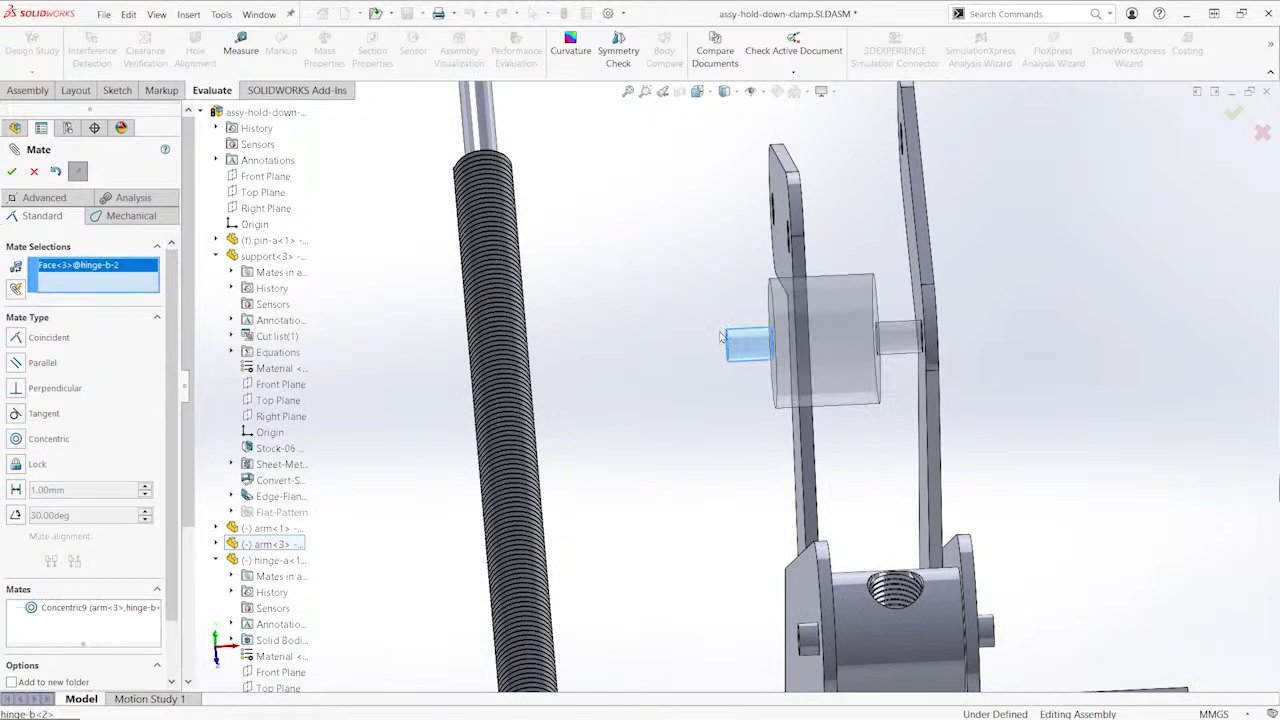 SOLIDWORKS File Edit View Insert Tools Window assy-hold-down-clamp.SLDASM * Search Commands
Design Study Interference Detection Clearance Verification Hole Alignment Measure Markup Mass Properties Section Properties Sensor Assembly Visualization Performance Evaluation Curvature Symmetry Check Body Compare Compare Documents Check Active Document 3DEXPERIENCE Simulation Connector SimulationXpress Analysis Wizard FloXpress Analysis Wizard DriveWorksXpress Wizard Costing
Assembly Layout Sketch Markup Evaluate SOLIDWORKS Add-Ins
Mate
Advanced Analysis
Standard Mechanical
Mate Selections
Face<3>@hinge-b-2
Mate Type
Coincident
Parallel
Perpendicular
Tangent
Concentric
Lock
1.00mm
30.00deg
Mate alignment:
Mates
Concentric9 (arm<3>,hinge-b-
Options
Add to new folder
assy-hold-down-...
History
Sensors
Annotations
Front Plane
Top Plane
Right Plane
Origin
(f) pin-a<1> -...
support<3> -...
Mates in a...
History
Sensors
Annotatio...
Cut list(1)
Equations
Material <...
Front Plane
Top Plane
Right Plane
Origin
Stock-06 ...
Sheet-Met...
Convert-S...
Edge-Flan...
Flat-Pattern
(-) arm<1> -...
(-) arm<3> -...
(-) hinge-a<1...
Mates in a...
History
Sensors
Annotatio...
Solid Bodi...
Material <...
Front Plane
Top Plane
Model Motion Study 1
hinge-b<2> Under Defined Editing Assembly MMGS